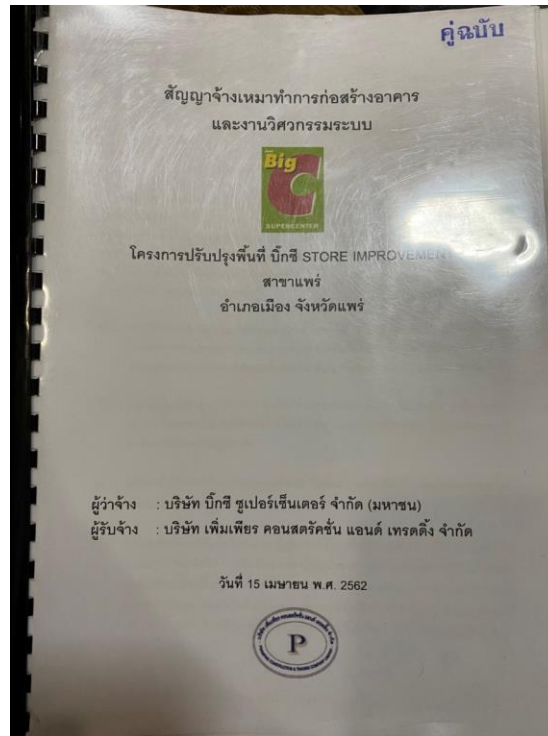 คู่ฉบับ
สัญญาจ้างเหมาทำการก่อสร้างอาคาร
และงานวิศวกรรมระบบ
Big
C
SUPERCENTER
โครงการปรับปรุงพื้นที่ บิ๊กซี STORE IMPROVEMENT
สาขาแพร่
อำเภอเมือง จังหวัดแพร่
ผู้ว่าจ้าง : บริษัท บิ๊กซี ซูเปอร์เซ็นเตอร์ จำกัด (มหาชน)
ผู้รับจ้าง : บริษัท เพิ่มเพียร คอนสตรัคชั่น แอนด์ เทรดดิ้ง จำกัด
วันที่ 15 เมษายน พ.ศ. 2562
P